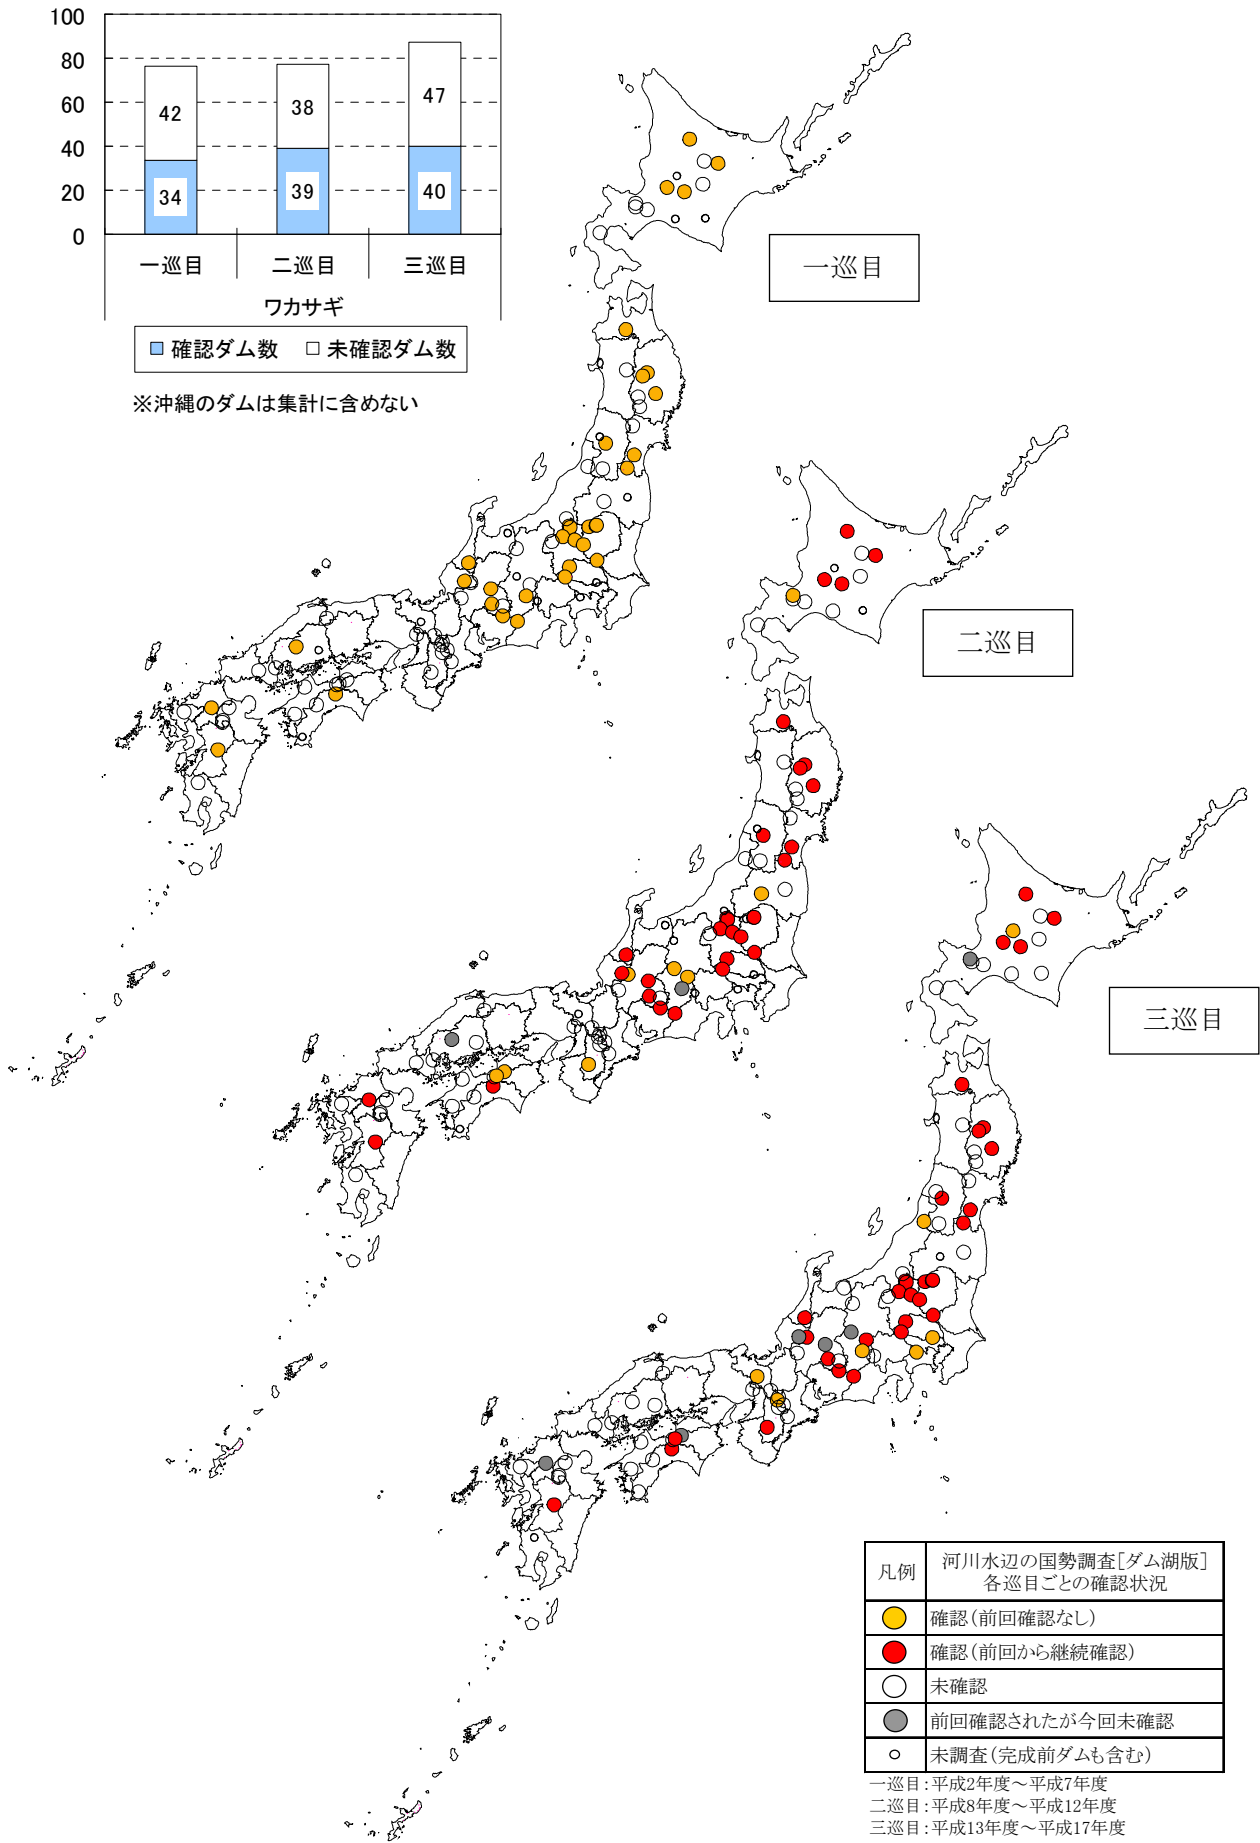 100
80
60
40
20
0
42
38
47
34
39
40
一巡目
二巡目
三巡目
ワカサギ
確認ダム数 未確認ダム数
※沖縄のダムは集計に含めない
一巡目
二巡目
三巡目
凡例 河川水辺の国勢調査[ダム湖版]
各巡目ごとの確認状況
確認(前回確認なし)
確認(前回から継続確認)
未確認
前回確認されたが今回未確認
未調査(完成前ダムも含む)
一巡目:平成2年度～平成7年度
二巡目:平成8年度～平成12年度
三巡目:平成13年度～平成17年度